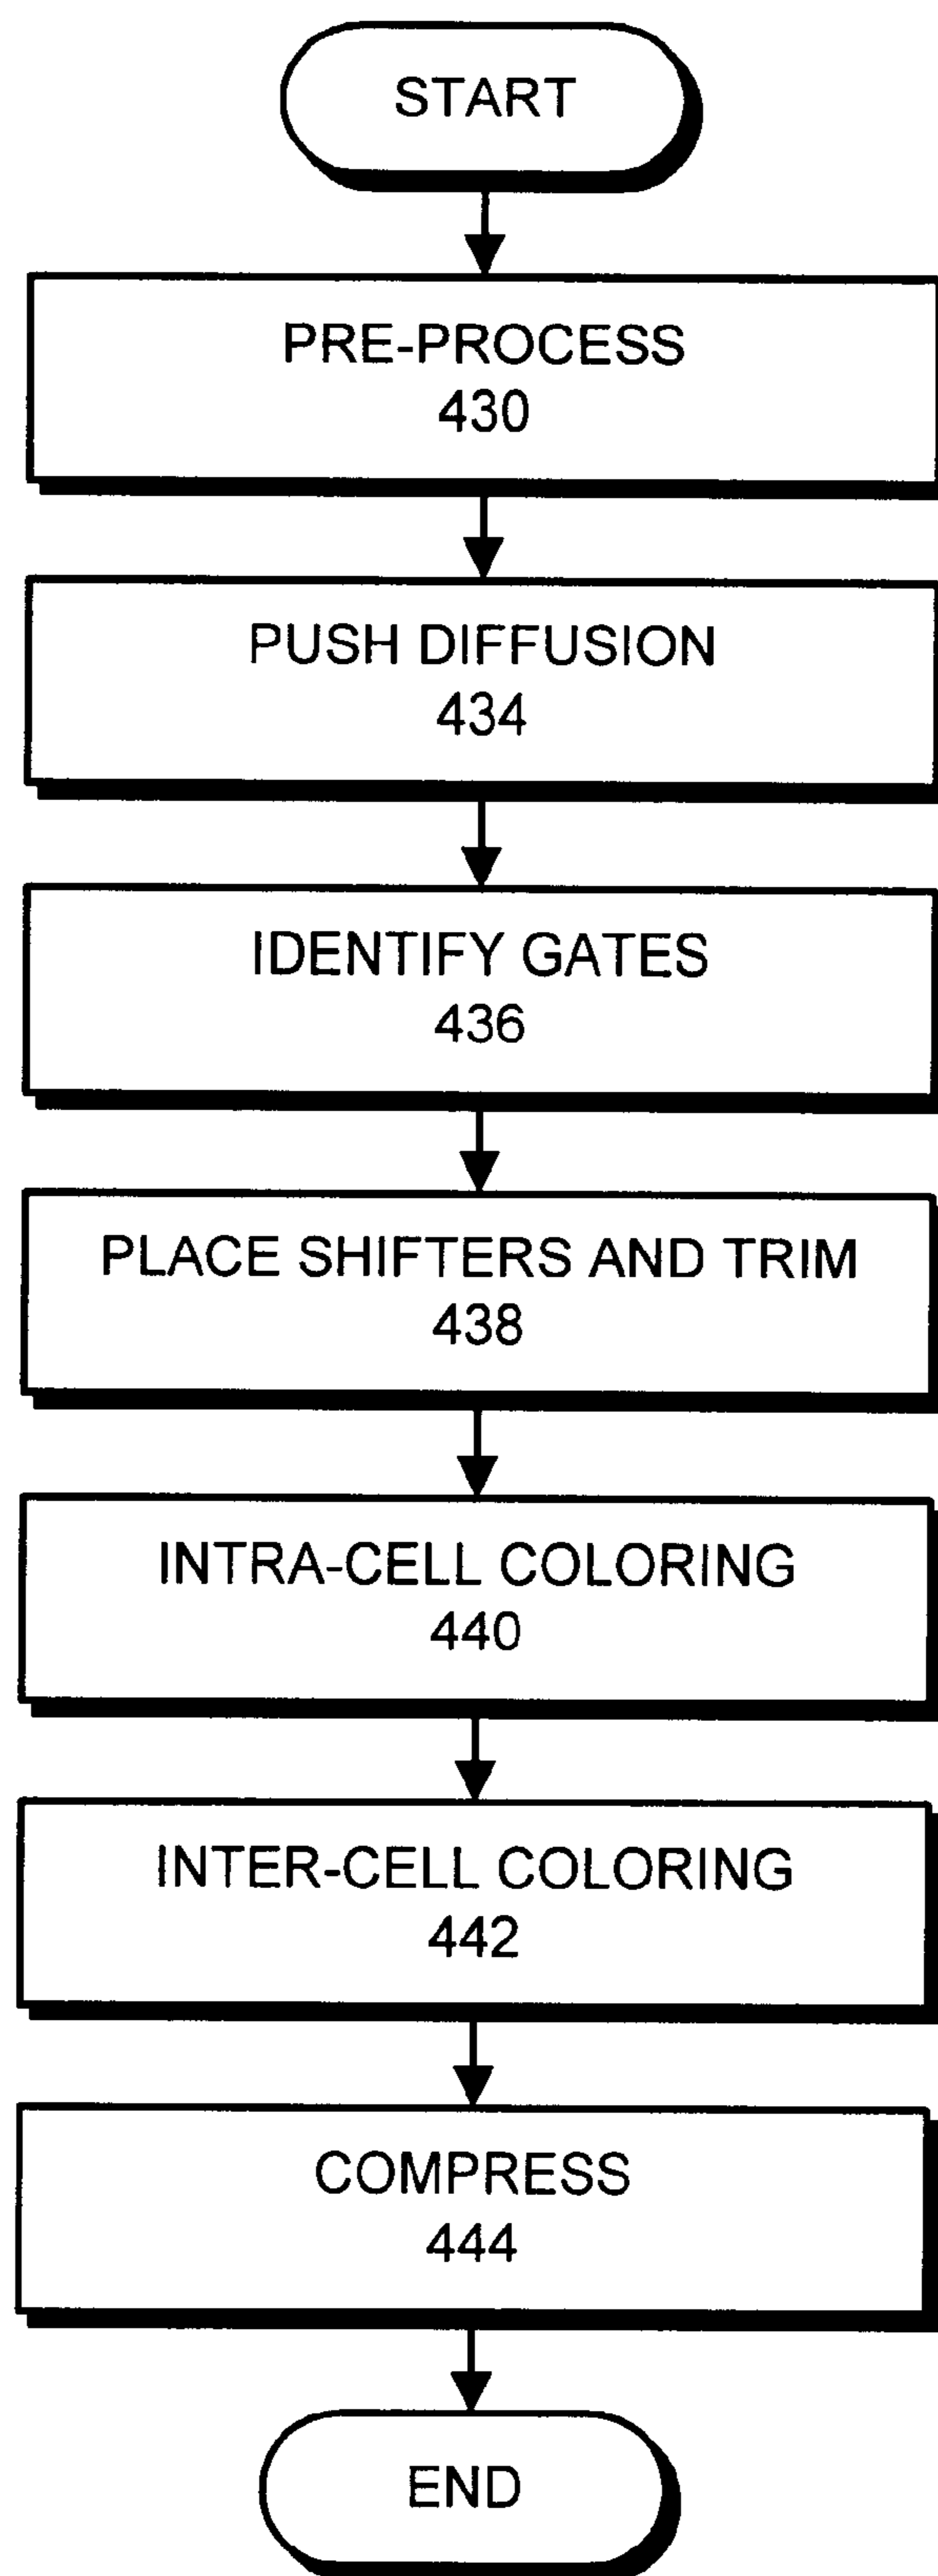 START
PRE-PROCESS
430
PUSH DIFFUSION
434
IDENTIFY GATES
436
PLACE SHIFTERS AND TRIM
438
INTRA-CELL COLORING
440
INTER-CELL COLORING
442
COMPRESS
444
END